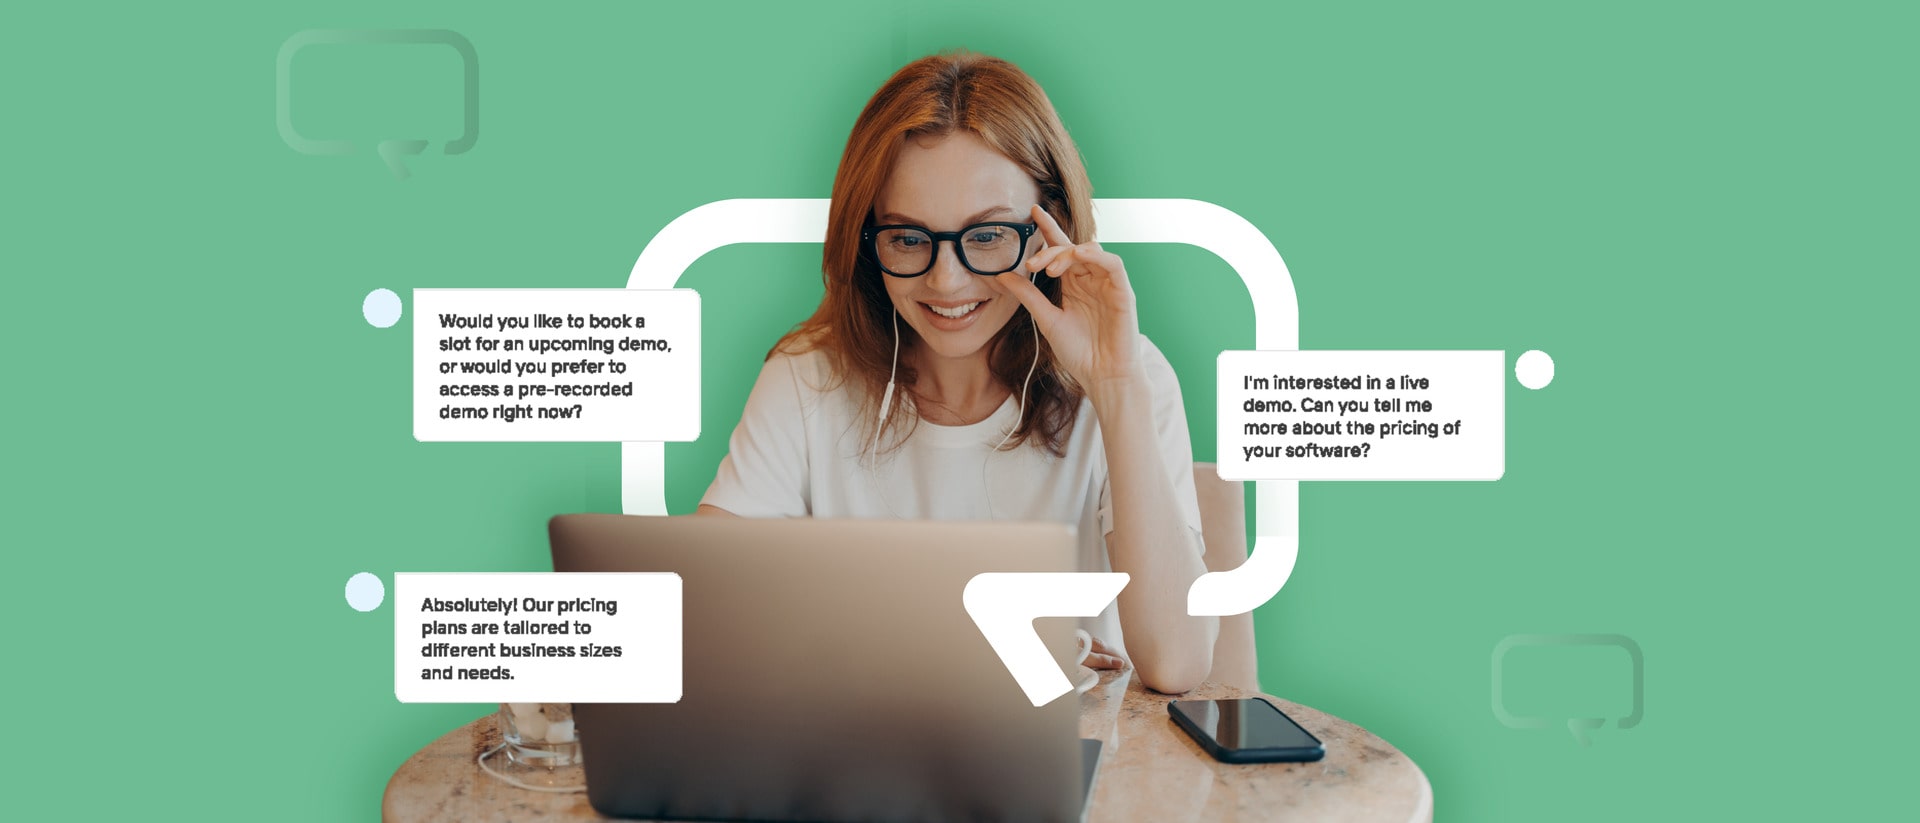 Would you like to book a
slot for an upcoming demo,
or would you prefer to
access a pre-recorded
demo right now?
I'm interested in a live
demo. Can you tell me
more about the pricing of
your software?
Absolutely! Our pricing
plans are tailored to
different business sizes
and needs.